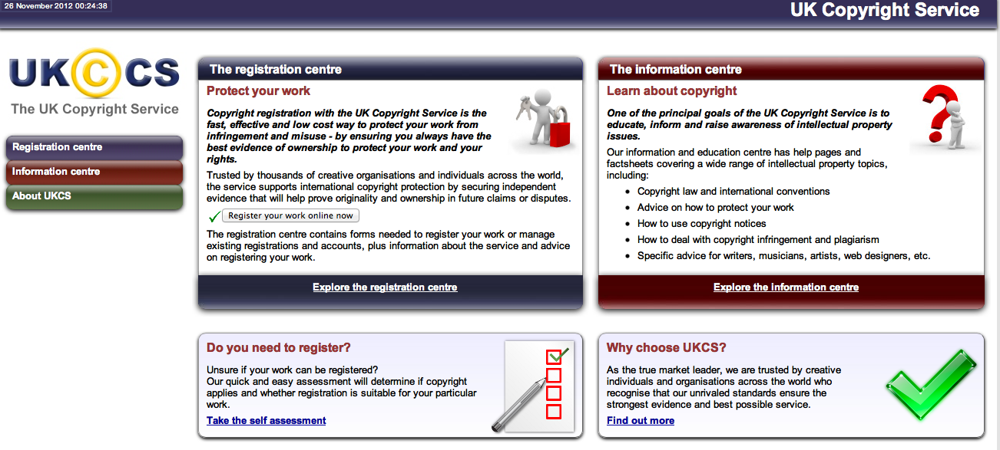 26 November 2012 00:24:38
UK Copyright Service
UKCCS
The UK Copyright Service
Registration centre
Information centre
About UKCS
The registration centre
Protect your work
Copyright registration with the UK Copyright Service is the
fast, effective and low cost way to protect your work from
infringement and misuse - by ensuring you always have the
best evidence of ownership to protect your work and your
rights.
Trusted by thousands of creative organisations and individuals across the world,
the service supports international copyright protection by securing independent
evidence that will help prove originality and ownership in future claims or disputes.
Register your work online now
The registration centre contains forms needed to register your work or manage
existing registrations and accounts, plus information about the service and advice
on registering your work.
Explore the registration centre
The information centre
Learn about copyright
One of the principal goals of the UK Copyright Service is to
educate, inform and raise awareness of intellectual property
issues.
Our information and education centre has help pages and
factsheets covering a wide range of intellectual property topics,
including:
• Copyright law and international conventions
• Advice on how to protect your work
• How to use copyright notices
• How to deal with copyright infringement and plagiarism
• Specific advice for writers, musicians, artists, web designers, etc.
Explore the information centre
Do you need to register?
Unsure if your work can be registered?
Our quick and easy assessment will determine if copyright
applies and whether registration is suitable for your particular
work.
Take the self assessment
Why choose UKCS?
As the true market leader, we are trusted by creative
individuals and organisations across the world who
recognise that our unrivaled standards ensure the
strongest evidence and best possible service.
Find out more